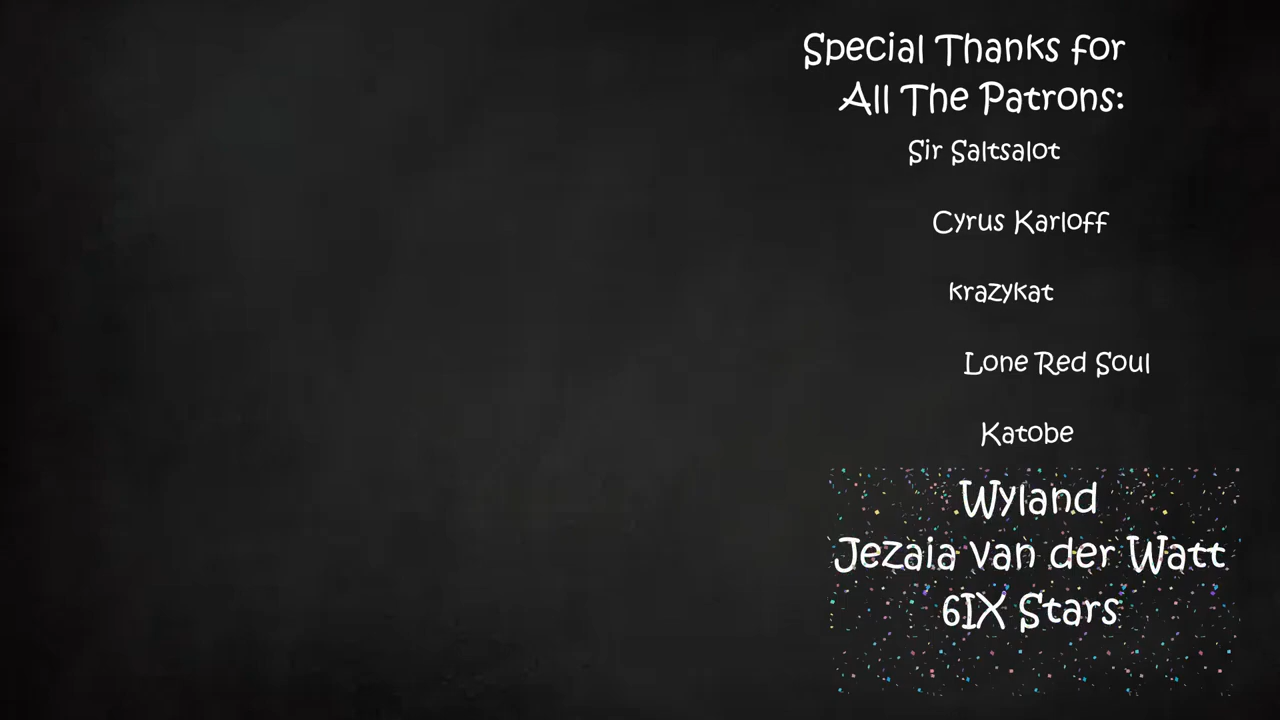 Special Thanks for
All The Patrons:
Sir Saltsalot
Cyrus Karloff
krazykat
Lone Red Soul
Katobe
Wyland
Jezaia van der Watt
6IX Stars